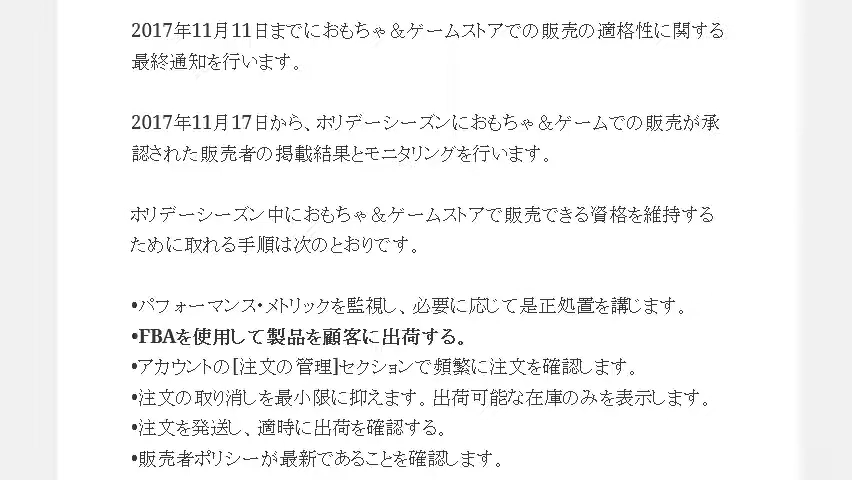 2017年11月11日までにおもちゃ＆ゲームストアでの販売の適格性に関する
最終通知を行います。
2017年11月17日から、ホリデーシーズンにおもちゃ＆ゲームでの販売が承
認された販売者の掲載結果とモニタリングを行います。
ホリデーシーズン中におもちゃ＆ゲームストアで販売できる資格を維持する
ために取れる手順は次のとおりです。
•パフォーマンス・メトリックを監視し、必要に応じて是正処置を講じます。
•FBAを使用して製品を顧客に出荷する。
•アカウントの[注文の管理]セクションで頻繁に注文を確認します。
•注文の取り消しを最小限に抑えます。出荷可能な在庫のみを表示します。
•注文を発送し、適時に出荷を確認する。
•販売者ポリシーが最新であることを確認します。